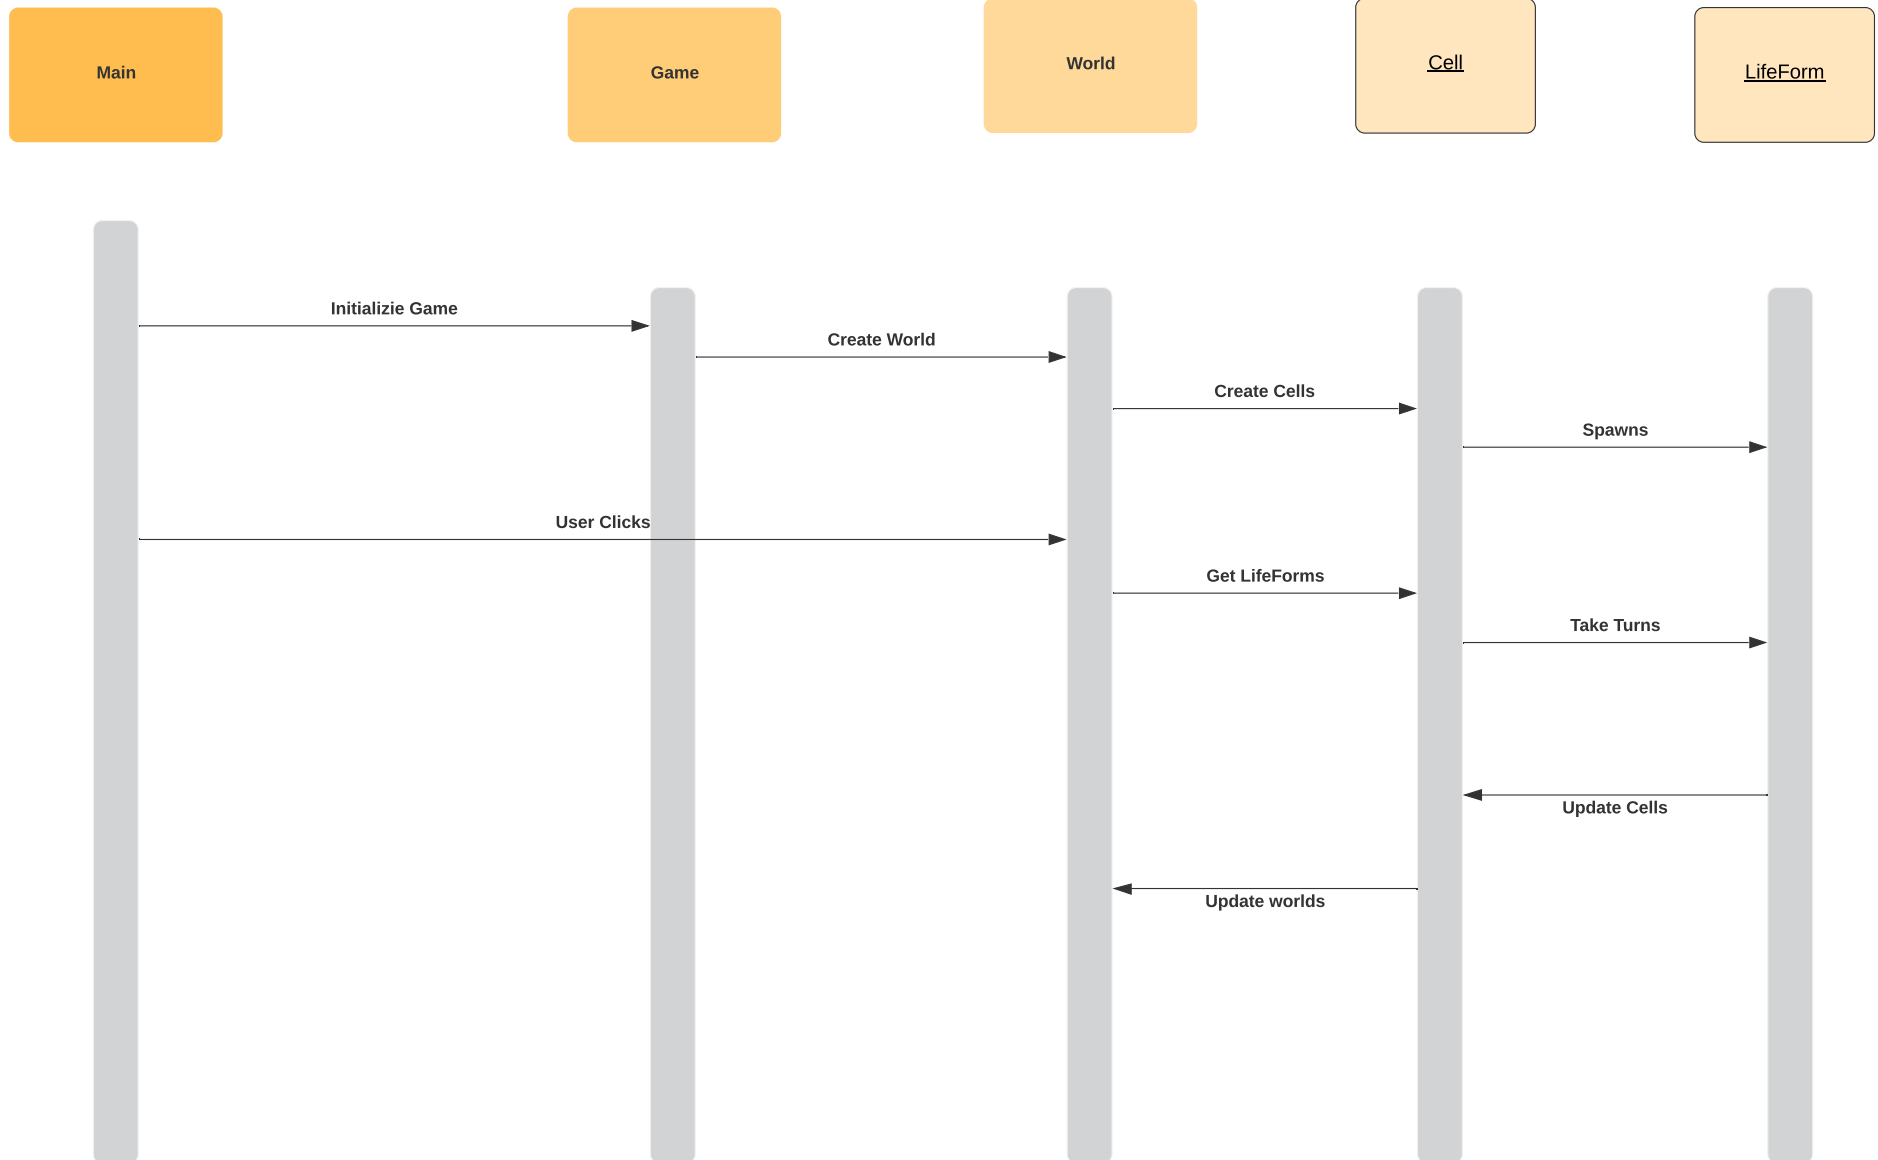 Main
Game
World
Cell
LifeForm
Initializie Game
Create World
Create Cells
Spawns
User Clicks
Get LifeForms
Take Turns
Update Cells
Update worlds